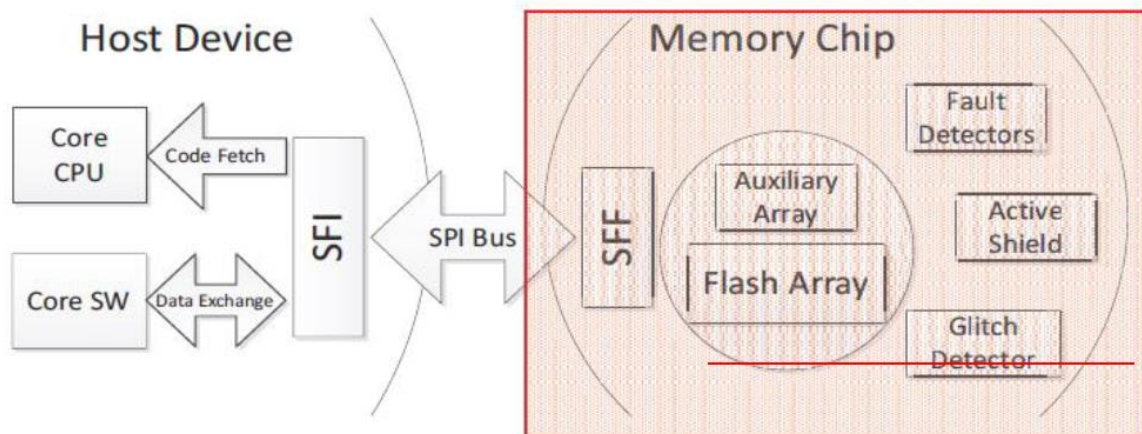 Host Device
Memory Chip
Core
CPU
Code Fetch
Core SW
Data Exchange
SFI
SPI Bus
SFF
Auxiliary
Array
Flash Array
Fault
Detectors
Active
Shield
Glitch
Detector